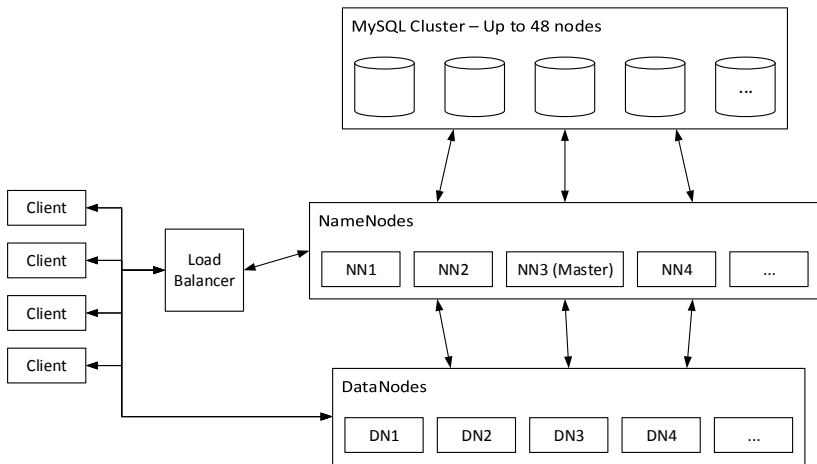 MySQL Cluster – Up to 48 nodes
...
NameNodes
NN1 NN2 NN3 (Master) NN4 ...
Client
Client
Client
Client
Load
Balancer
DataNodes
DN1 DN2 DN3 DN4 ...